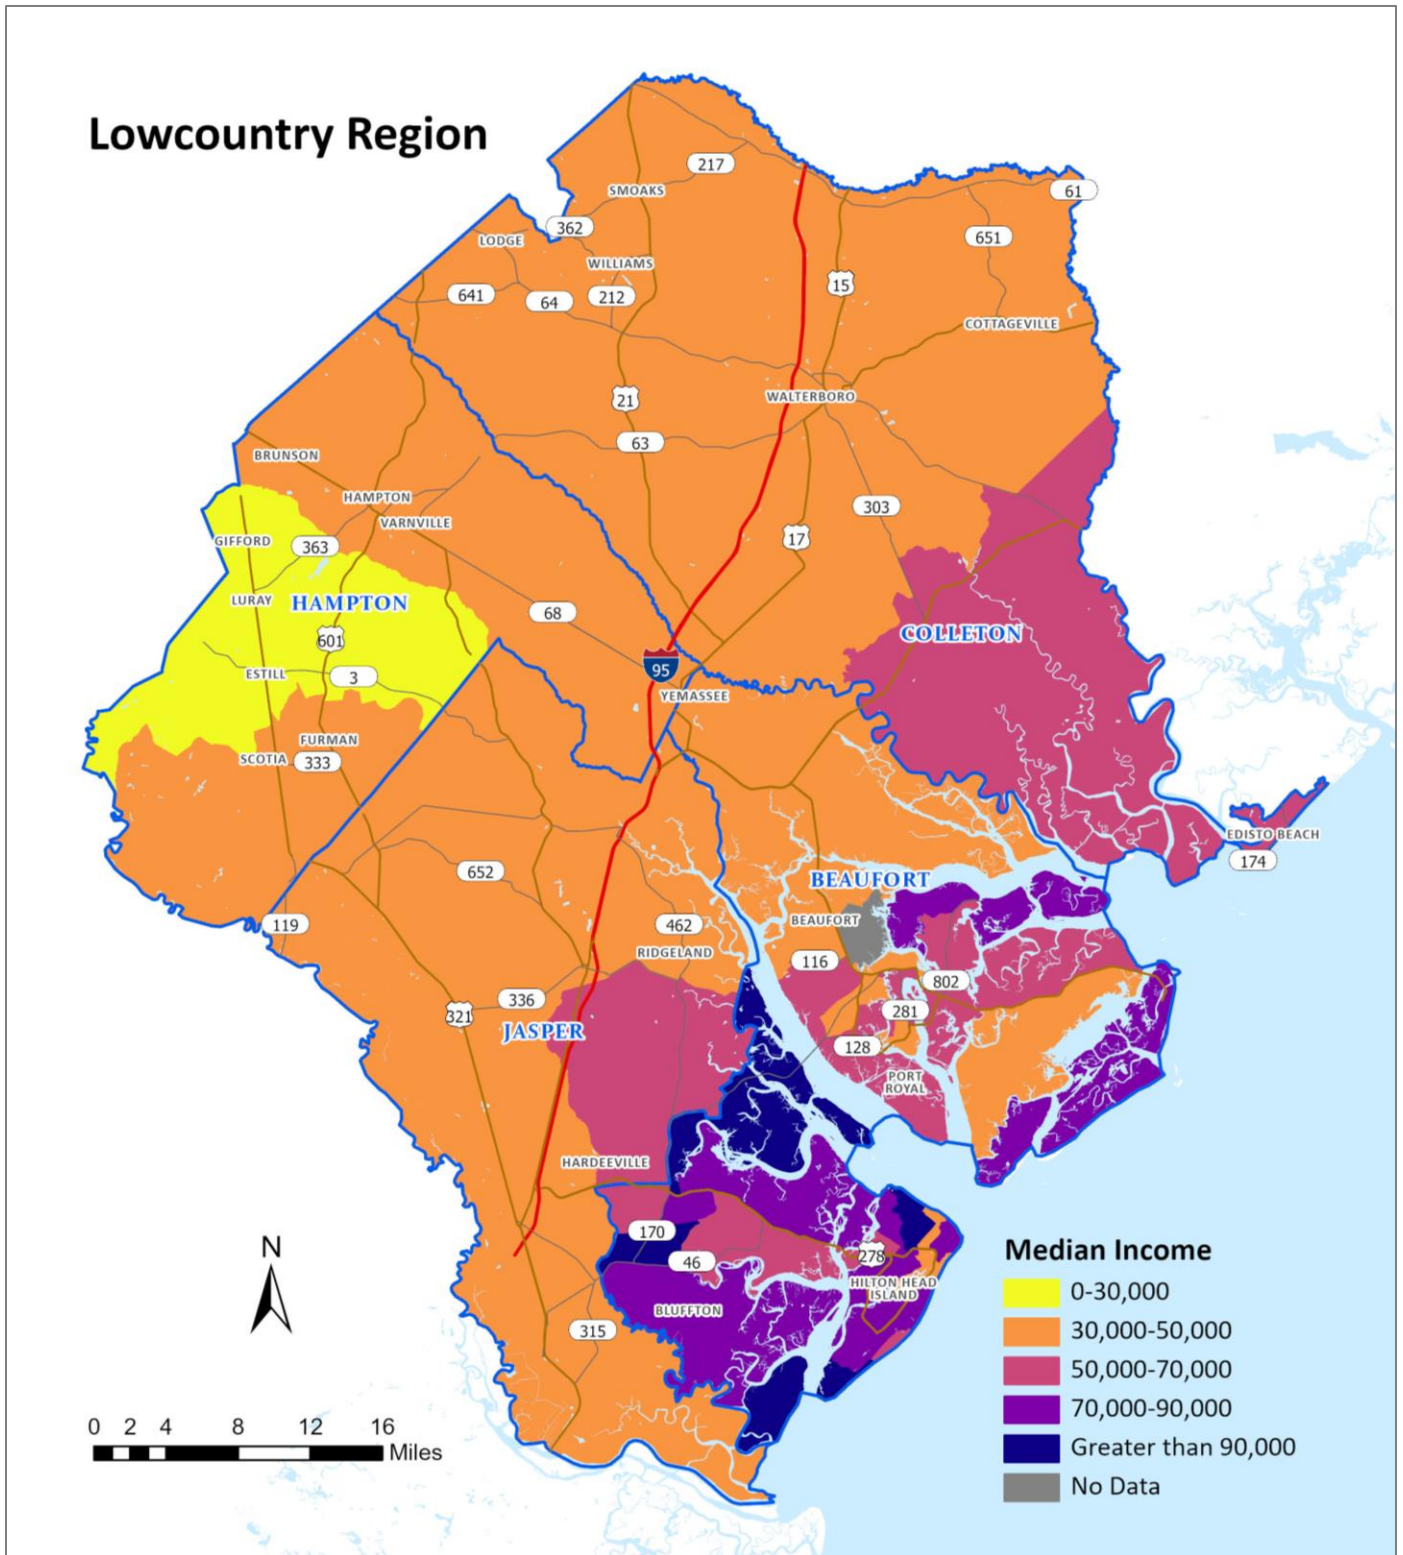 Lowcountry Region
217
61
SMOAKS
362
651
LODGE
WILLIAMS
15
641
64
212
COTTAGEVILLE
21
WALTERBORO
63
BRUNSON
HAMPTON
303
VARNVILLE
17
GIFFORD
363
LURAY
HAMPTON
68
601
COLLETON
95
ESTILL
3
YEMASSEE
FURMAN
SCOTIA
333
EDISTO BEACH
174
652
BEAUFORT
BEAUFORT
119
462
RIDGELAND
116
802
336
321
281
JASPER
128
PORT
ROYAL
HARDEEVILLE
170
46
278
HILTON HEAD
ISLAND
BLUFFTON
315
N
0 2 4 8 12 16
Miles
Median Income
0-30,000
30,000-50,000
50,000-70,000
70,000-90,000
Greater than 90,000
No Data